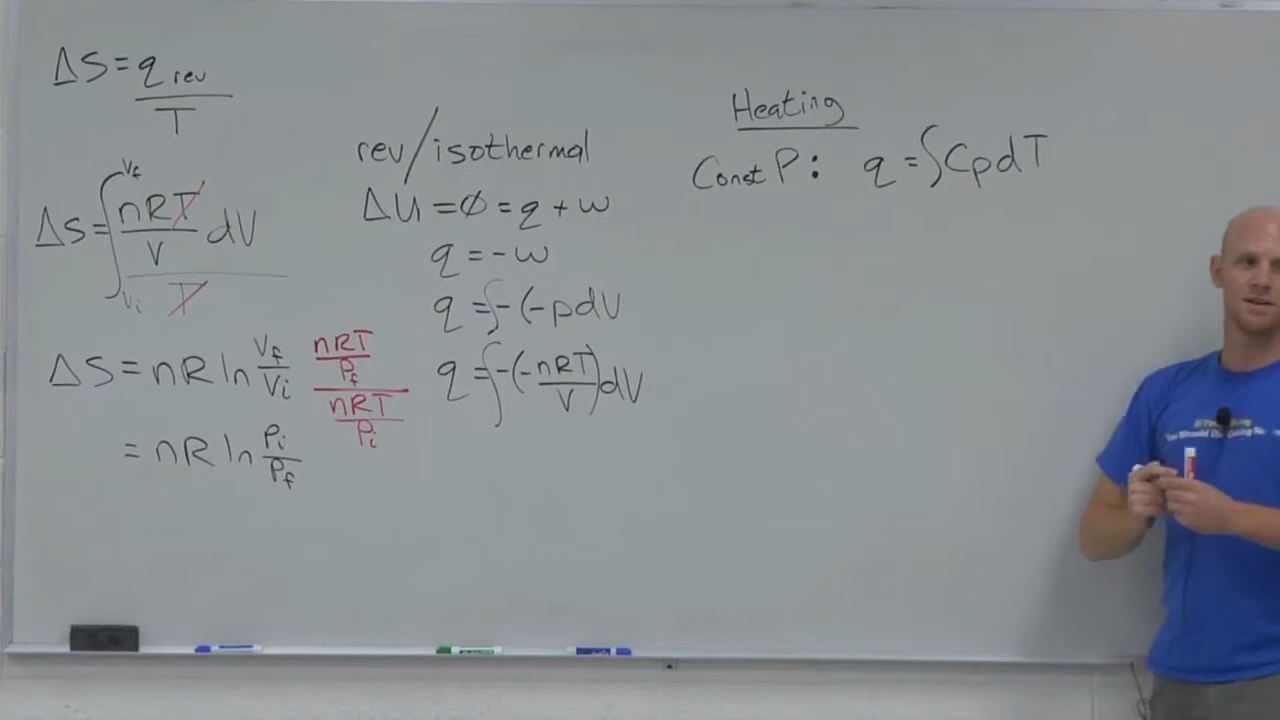 ΔS = q rev / T
ΔS = ∫ Vf Vi nRT/V dV / T
ΔS = nR ln Vf/Vi
= nR ln Pi/Pf
nRT/Pf
nRT/Pi
rev/isothermal
ΔU = ∅ = q + w
q = -w
q = ∫-(-pdV
q = ∫-(-nRT/V)dV
Heating
Const P: q = ∫CpdT